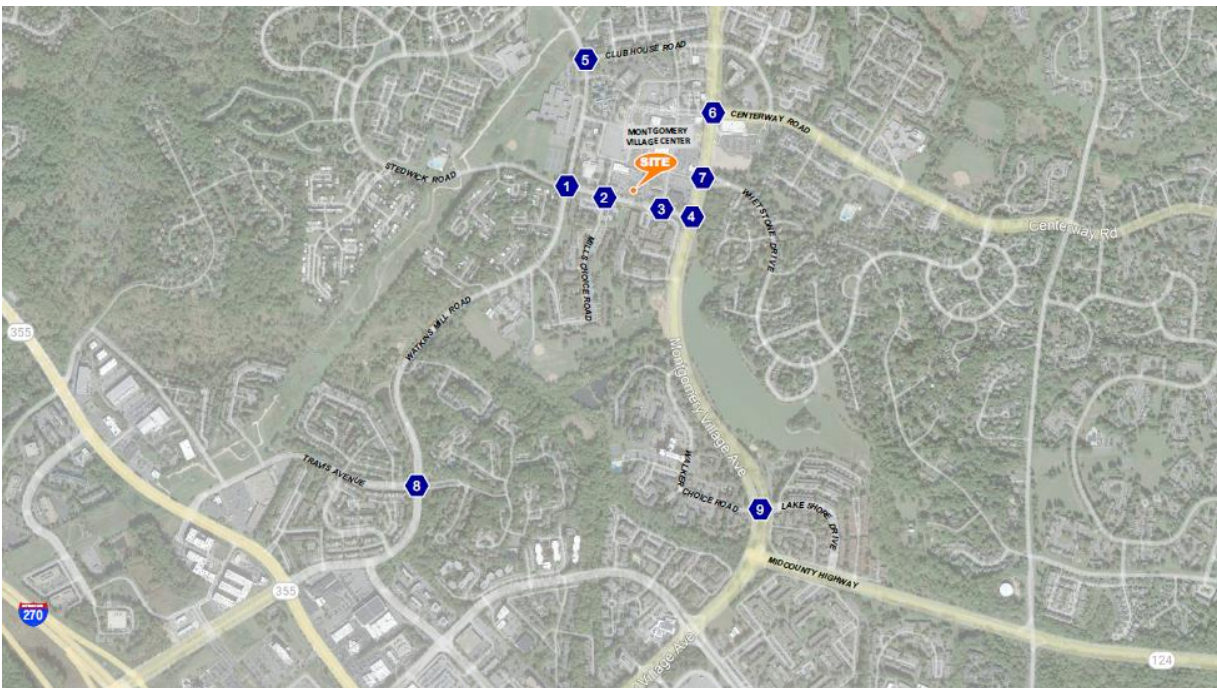 5
CLUB HOUSE ROAD
6
CENTERWAY ROAD
MONTGOMERY
VILLAGE CENTER
SITE
STEDWICK ROAD
1
2
3
4
7
WHETSTONE DRIVE
Centerway Rd
MILLS CHOICE ROAD
WATKINS MILL ROAD
355
Montgomery Village Ave
TRAVIS AVENUE
8
WALKER
CHOICE ROAD
9
LAKE SHORE DRIVE
MIDCOUNTY HIGHWAY
355
270
Village Ave
124